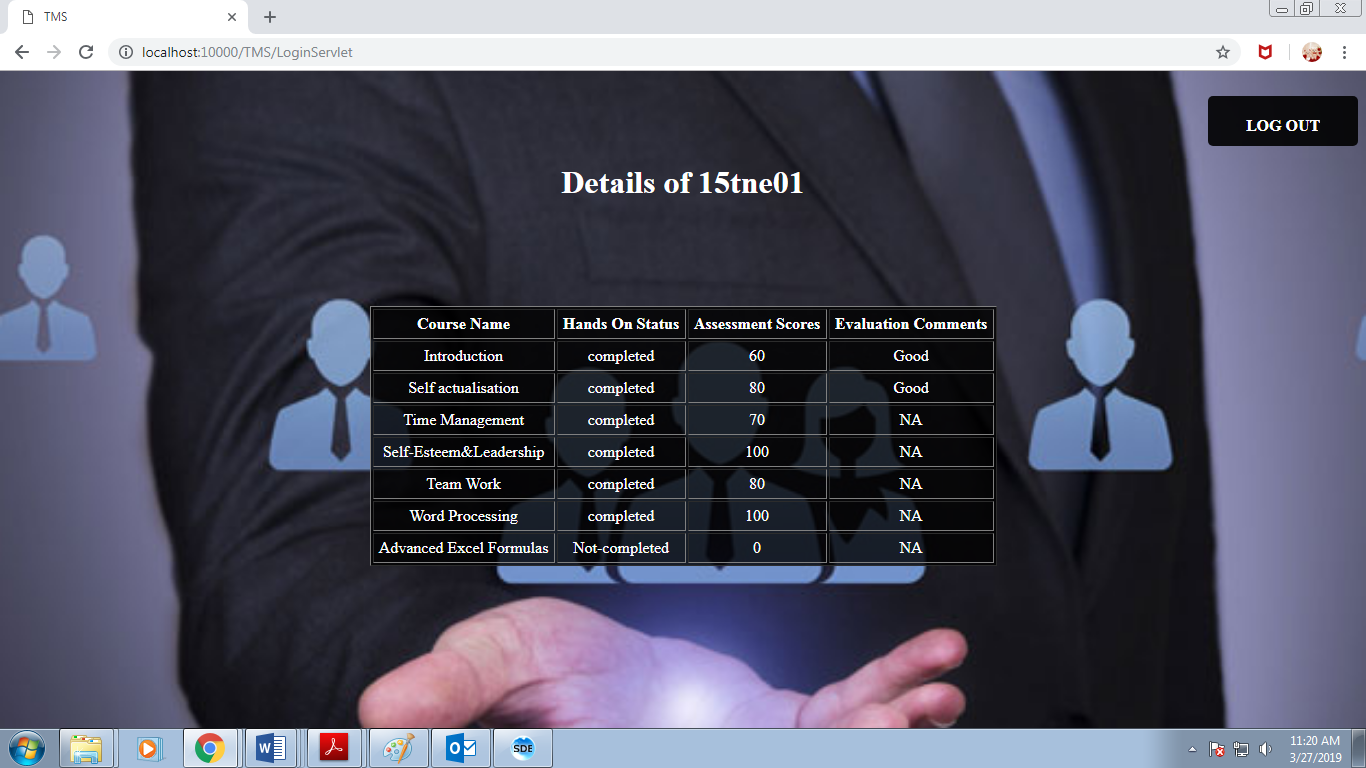 TMS
localhost:10000/TMS/LoginServlet
LOG OUT
Details of 15tne01
Course Name Hands On Status Assessment Scores Evaluation Comments
Introduction completed 60 Good
Self actualisation completed 80 Good
Time Management completed 70 NA
Self-Esteem&Leadership completed 100 NA
Team Work completed 80 NA
Word Processing completed 100 NA
Advanced Excel Formulas Not-completed 0 NA
SDE
11:20 AM
3/27/2019